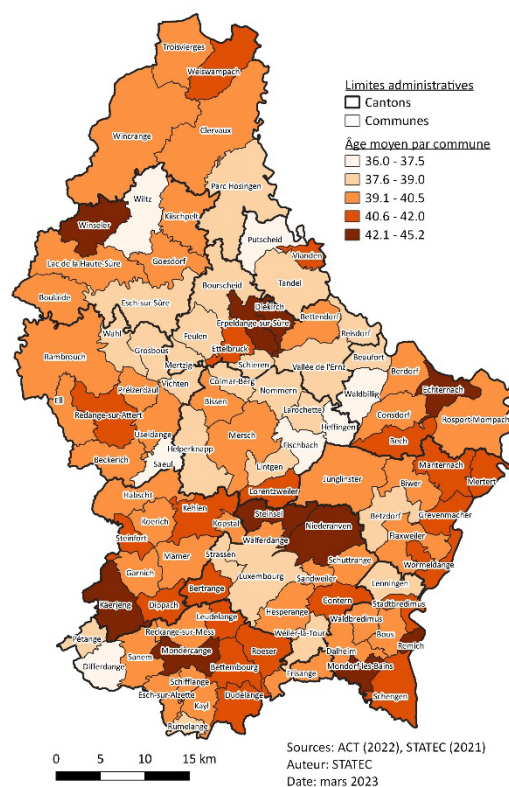 Troisvierges
Weiswampach
Wincrange
Clervaux
Limites administratives
Cantons
Communes
Âge moyen par commune
36.0 - 37.5
37.6 - 39.0
39.1 - 40.5
40.6 - 42.0
42.1 - 45.2
Parc Hosingen
Wiltz
Kiischpelt
Winseler
Putscheid
Vianden
Lac de la Haute-Sûre
Goesdorf
Tandel
Bourscheid
Boulaide
Esch-sur-Sûre
Diekirch
Erpeldange-sur-Sûre
Bettendorf
Reisdorf
Wahl
Feulen
Grosbous
Ettelbruck
Mertzig
Schieren
Vallée de l'Ernz
Beaufort
Rambrouch
Berdorf
Echternach
Préizerdaul
Vichten
Colmar-Berg
Nommern
Waldbillig
Ell
Bissen
Larochette
Consdorf
Rosport-Mompach
Redange-sur-Attert
Useldange
Mersch
Heffingen
Bech
Beckerich
Helperknapp
Saeul
Fischbach
Lintgen
Manternach
Mertert
Junglinster
Biwer
Habscht
Lorentzweiler
Kehlen
Betzdorf
Grevenmacher
Koerich
Kopstal
Steinsel
Niederanven
Flaxweiler
Steinfort
Walferdange
Mamer
Strassen
Schuttrange
Wormeldange
Garnich
Luxembourg
Sandweiler
Lenningen
Bertrange
Stadtbredimus
Käerjeng
Dippach
Contern
Leudelange
Hesperange
Waldbredimus
Reckange-sur-Mess
Weiler-la-Tour
Bous
Pétange
Remich
Sanem
Mondercange
Roeser
Dalheim
Differdange
Bettembourg
Mondorf-les-Bains
Schifflange
Frisange
Esch-sur-Alzette
Dudelange
Schengen
Kayl
Rumelange
0 5 10 15 km
Sources: ACT (2022), STATEC (2021)
Auteur: STATEC
Date: mars 2023